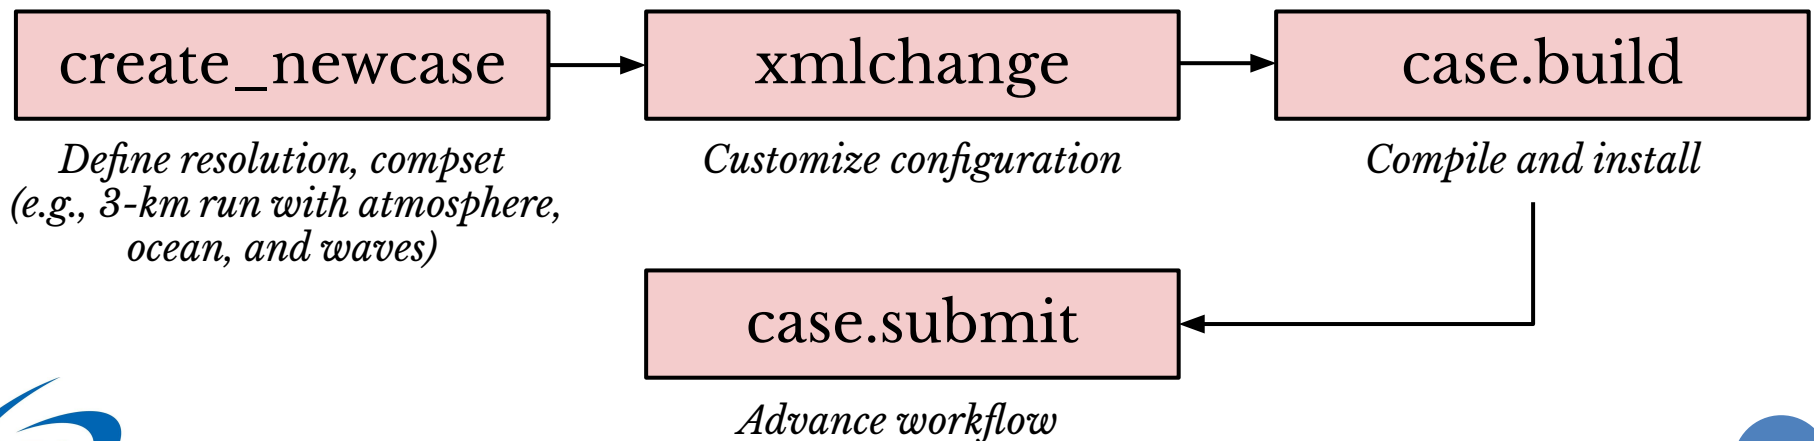 create_newcase
Define resolution, compset
(e.g., 3-km run with atmosphere,
ocean, and waves)
xmlchange
Customize configuration
case.build
Compile and install
case.submit
Advance workflow